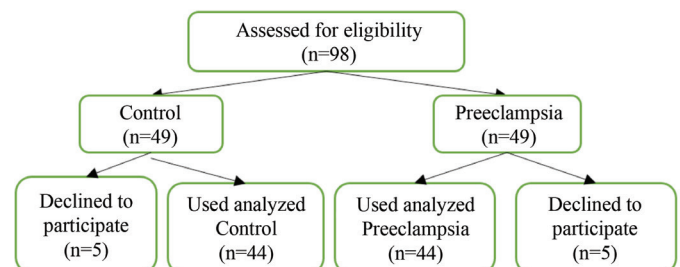 Assessed for eligibility
(n=98)
Control
(n=49)
Preeclampsia
(n=49)
Declined to
participate
(n=5)
Used analyzed
Control
(n=44)
Used analyzed
Preeclampsia
(n=44)
Declined to
participate
(n=5)